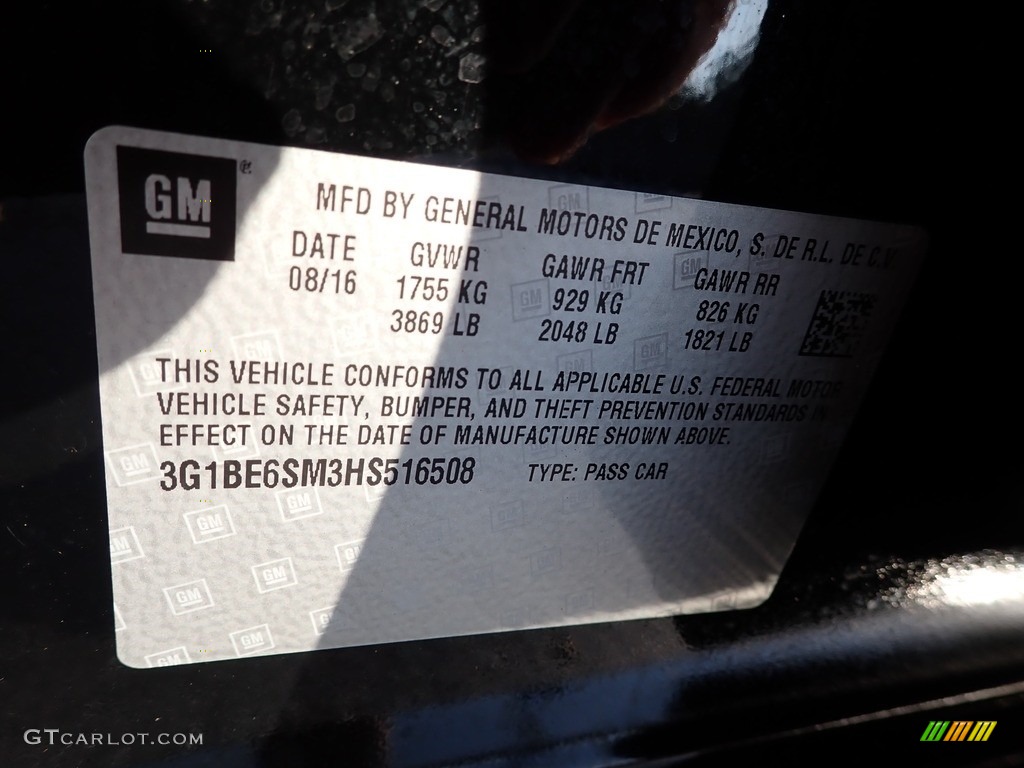 GM
MFD BY GENERAL MOTORS DE MEXICO, S. DE R.L. DE C.V.
DATE GVWR GAWR FRT GAWR RR
08/16 1755 KG 929 KG 826 KG
3869 LB 2048 LB 1821 LB
THIS VEHICLE CONFORMS TO ALL APPLICABLE U.S. FEDERAL MOTOR
VEHICLE SAFETY, BUMPER, AND THEFT PREVENTION STANDARDS IN
EFFECT ON THE DATE OF MANUFACTURE SHOWN ABOVE.
3G1BE6SM3HS516508 TYPE: PASS CAR
GTCARLOT.COM